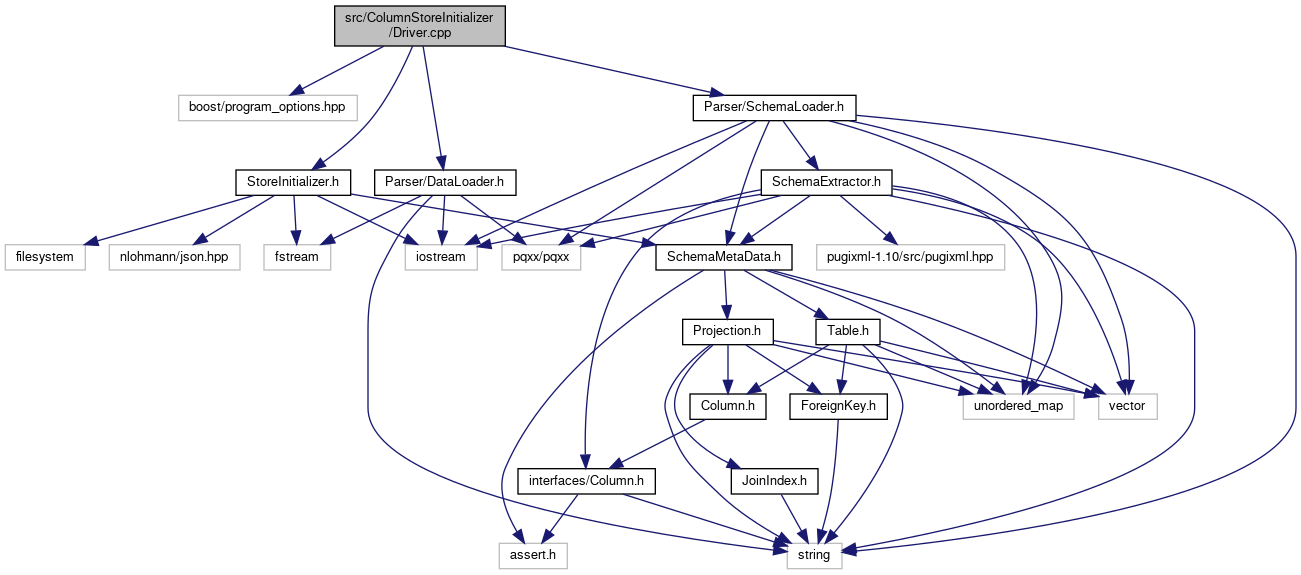 src/ColumnStoreInitializer
/Driver.cpp
boost/program_options.hpp
Parser/SchemaLoader.h
StoreInitializer.h
Parser/DataLoader.h
SchemaExtractor.h
filesystem
nlohmann/json.hpp
fstream
iostream
pqxx/pqxx
SchemaMetaData.h
pugixml-1.10/src/pugixml.hpp
Projection.h
Table.h
Column.h
ForeignKey.h
unordered_map
vector
interfaces/Column.h
JoinIndex.h
assert.h
string